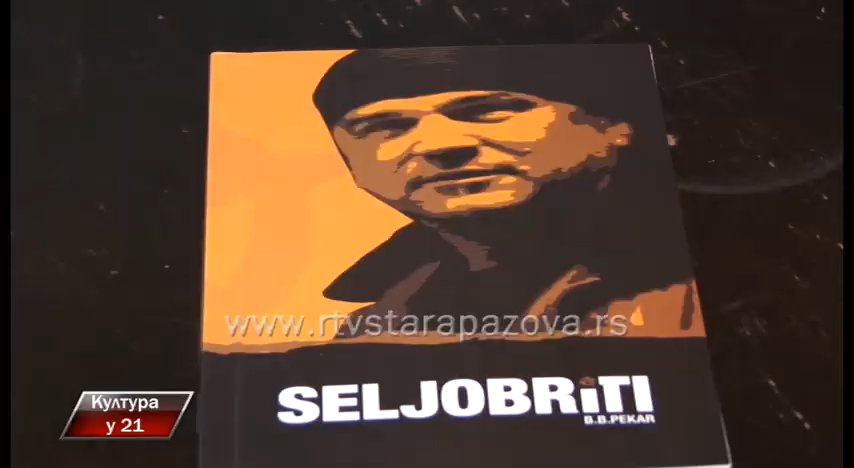 www.rtvstarapazova.rs
SELJOBRiTI
B.B.PEKAR
Култура
у 21